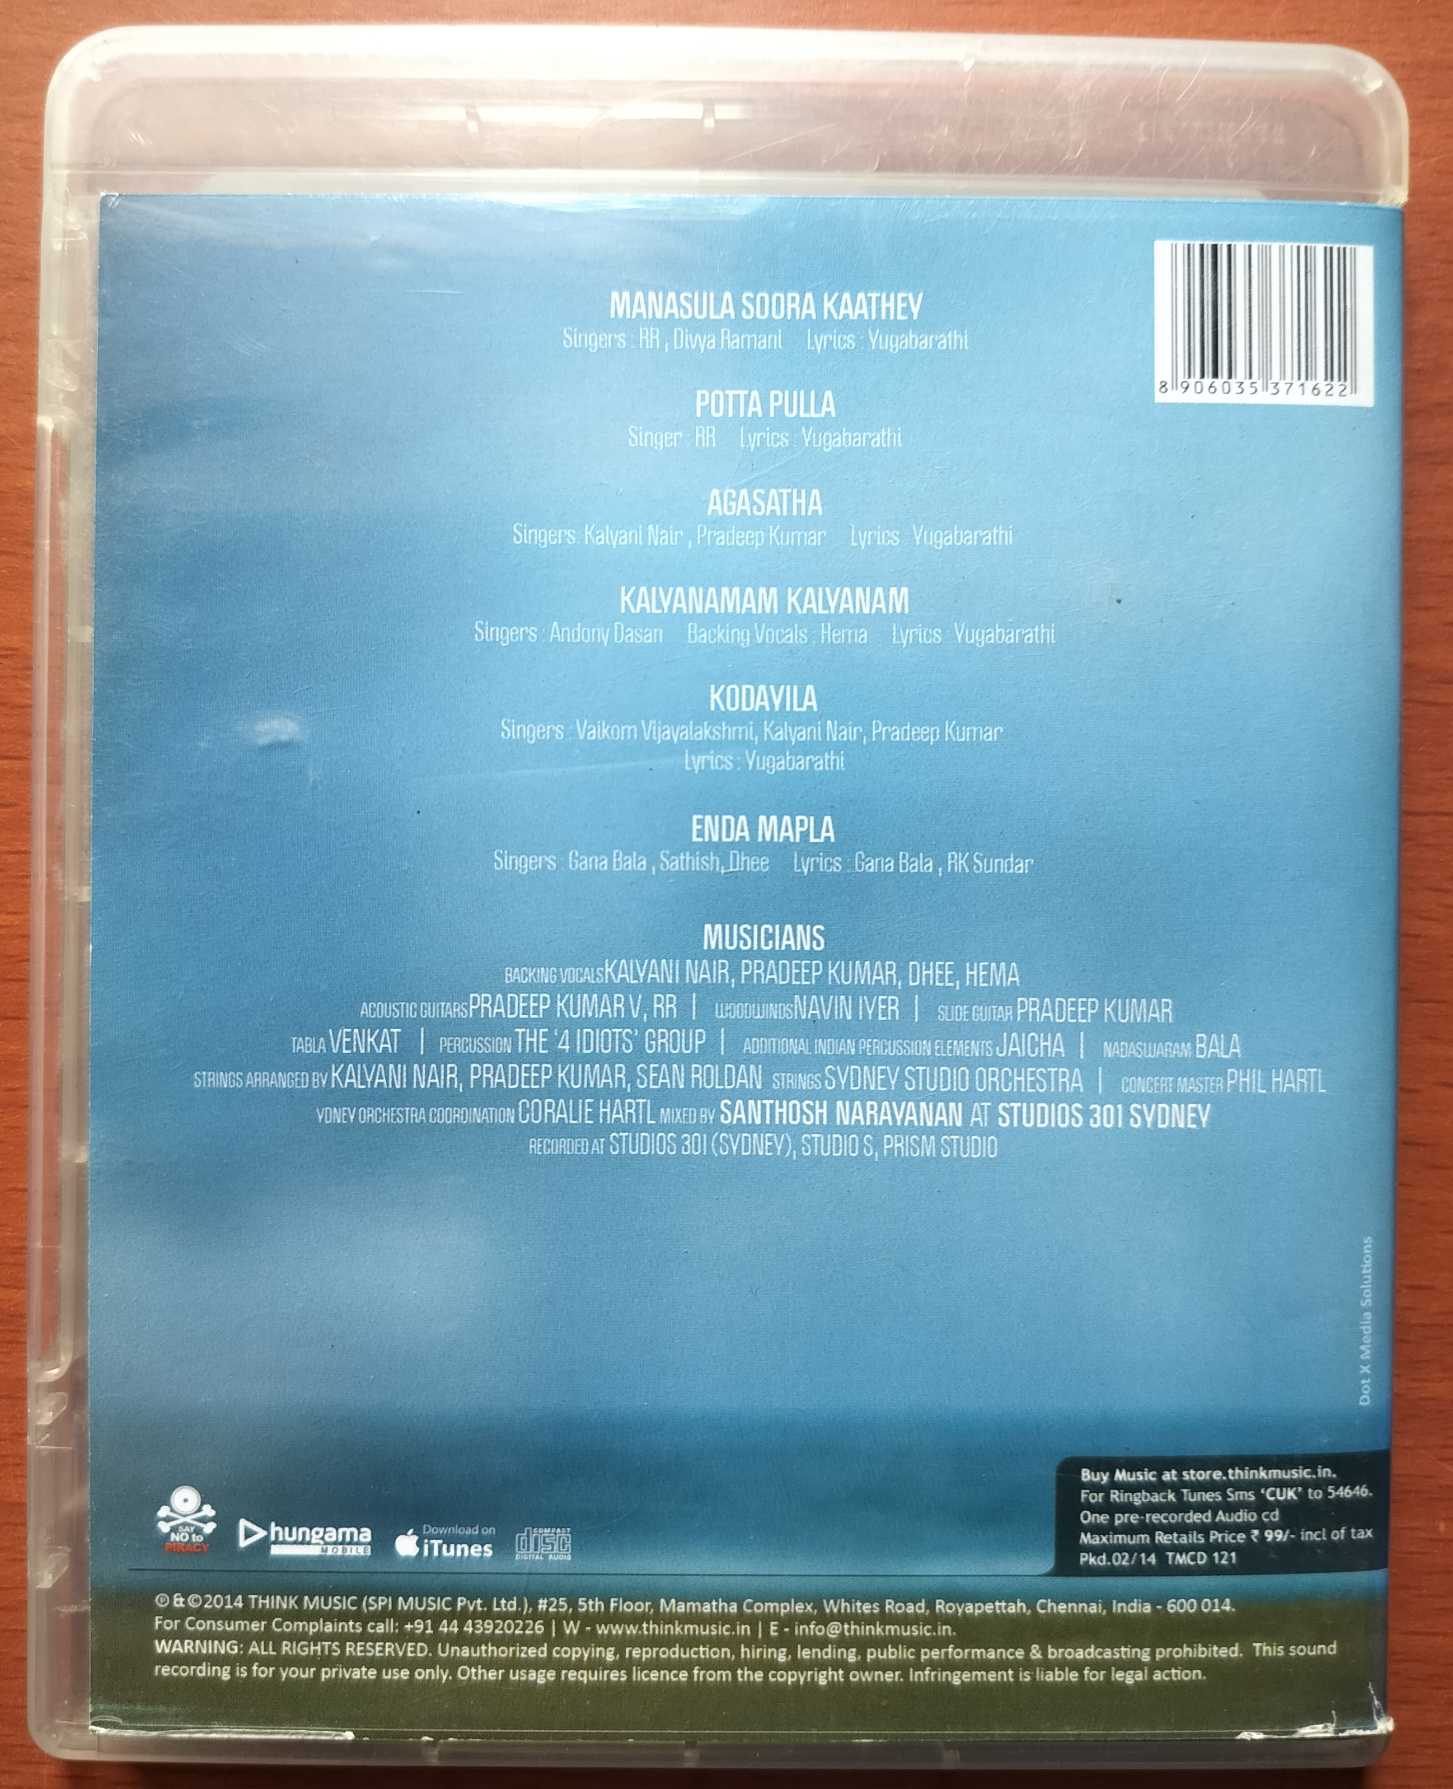 MANASULA SOORA KAATHEY
Singers : RR , Divya Ramani Lyrics : Yugabarathi
8 906035 371622
POTTA PULLA
Singer : RR Lyrics : Yugabarathi
AGASATHA
Singers: Kalyani Nair , Pradeep Kumar Lyrics : Yugabarathi
KALYANAMAM KALYANAM
Singers : Andony Dasan Backing Vocals : Hema Lyrics : Yugabarathi
KODAYILA
Singers : Vaikom Vijayalakshmi, Kalyani Nair, Pradeep Kumar
Lyrics : Yugabarathi
ENDA MAPLA
Singers : Gana Bala , Sathish, Dhee Lyrics : Gana Bala , RK Sundar
MUSICIANS
BACKING VOCALS KALYANI NAIR, PRADEEP KUMAR, DHEE, HEMA
ACOUSTIC GUITARS PRADEEP KUMAR V, RR | WOODWINDS NAVIN IYER | SLIDE GUITAR PRADEEP KUMAR
TABLA VENKAT | PERCUSSION THE '4 IDIOTS' GROUP | ADDITIONAL INDIAN PERCUSSION ELEMENTS JAICHA | NADASWARAM BALA
STRINGS ARRANGED BY KALYANI NAIR, PRADEEP KUMAR, SEAN ROLDAN STRINGS SYDNEY STUDIO ORCHESTRA | CONCERT MASTER PHIL HARTL
YDNEY ORCHESTRA COORDINATION CORALIE HARTL MIXED BY SANTHOSH NARAYANAN AT STUDIOS 301 SYDNEY
RECORDED AT STUDIOS 301 (SYDNEY), STUDIO S, PRISM STUDIO
Dot X Media Solutions
Buy Music at store.thinkmusic.in.
For Ringback Tunes Sms ‘CUK’ to 54646.
One pre-recorded Audio cd
Maximum Retails Price ₹ 99/- incl of tax
Pkd.02/14 TMCD 121
SAY
NO to
PIRACY
hungama
MOBILE
Download on
iTunes
COMPACT
disc
DIGITAL AUDIO
℗ & ©2014 THINK MUSIC (SPI MUSIC Pvt. Ltd.), #25, 5th Floor, Mamatha Complex, Whites Road, Royapettah, Chennai, India - 600 014.
For Consumer Complaints call: +91 44 43920226 | W - www.thinkmusic.in | E - info@thinkmusic.in.
WARNING: ALL RIGHTS RESERVED. Unauthorized copying, reproduction, hiring, lending, public performance & broadcasting prohibited. This sound
recording is for your private use only. Other usage requires licence from the copyright owner. Infringement is liable for legal action.